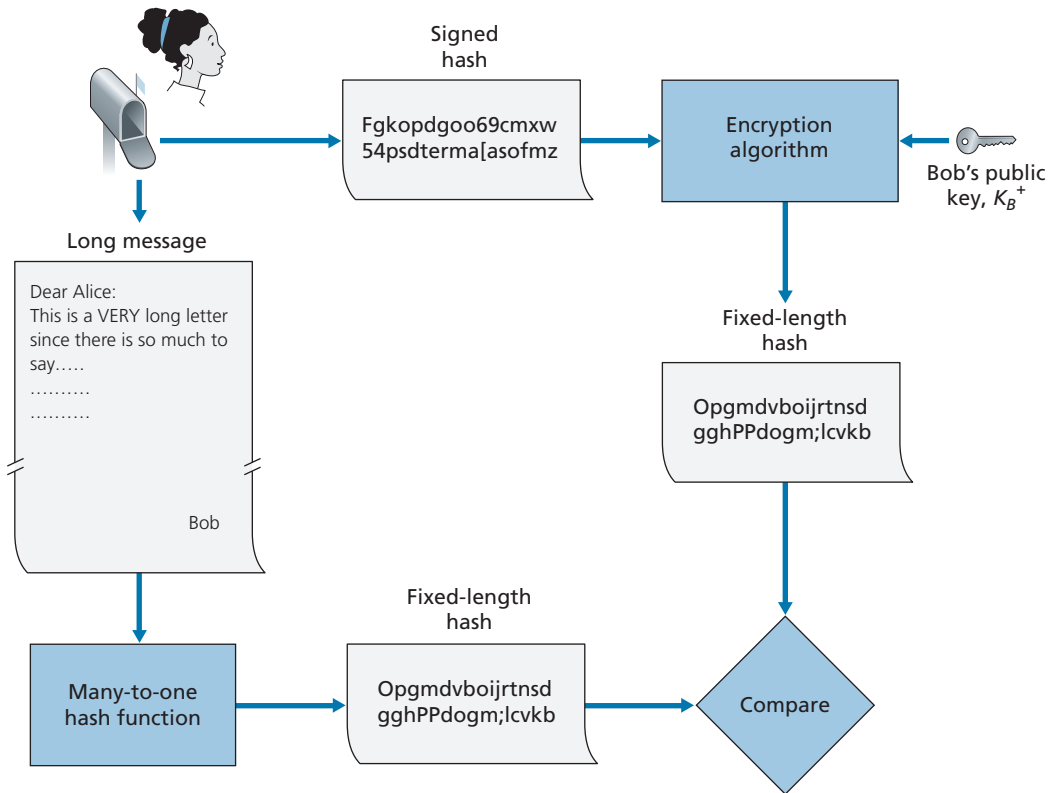 Signed
hash
Fgkopdgoo69cmxw
54psdterma[asofmz
Encryption
algorithm
Bob's public
key, K_B^+
Long message
Dear Alice:
This is a VERY long letter
since there is so much to
say.....
..........
..........
Bob
Fixed-length
hash
Opgmdvboijrtnsd
gghPPdogm;lcvkb
Many-to-one
hash function
Fixed-length
hash
Opgmdvboijrtnsd
gghPPdogm;lcvkb
Compare